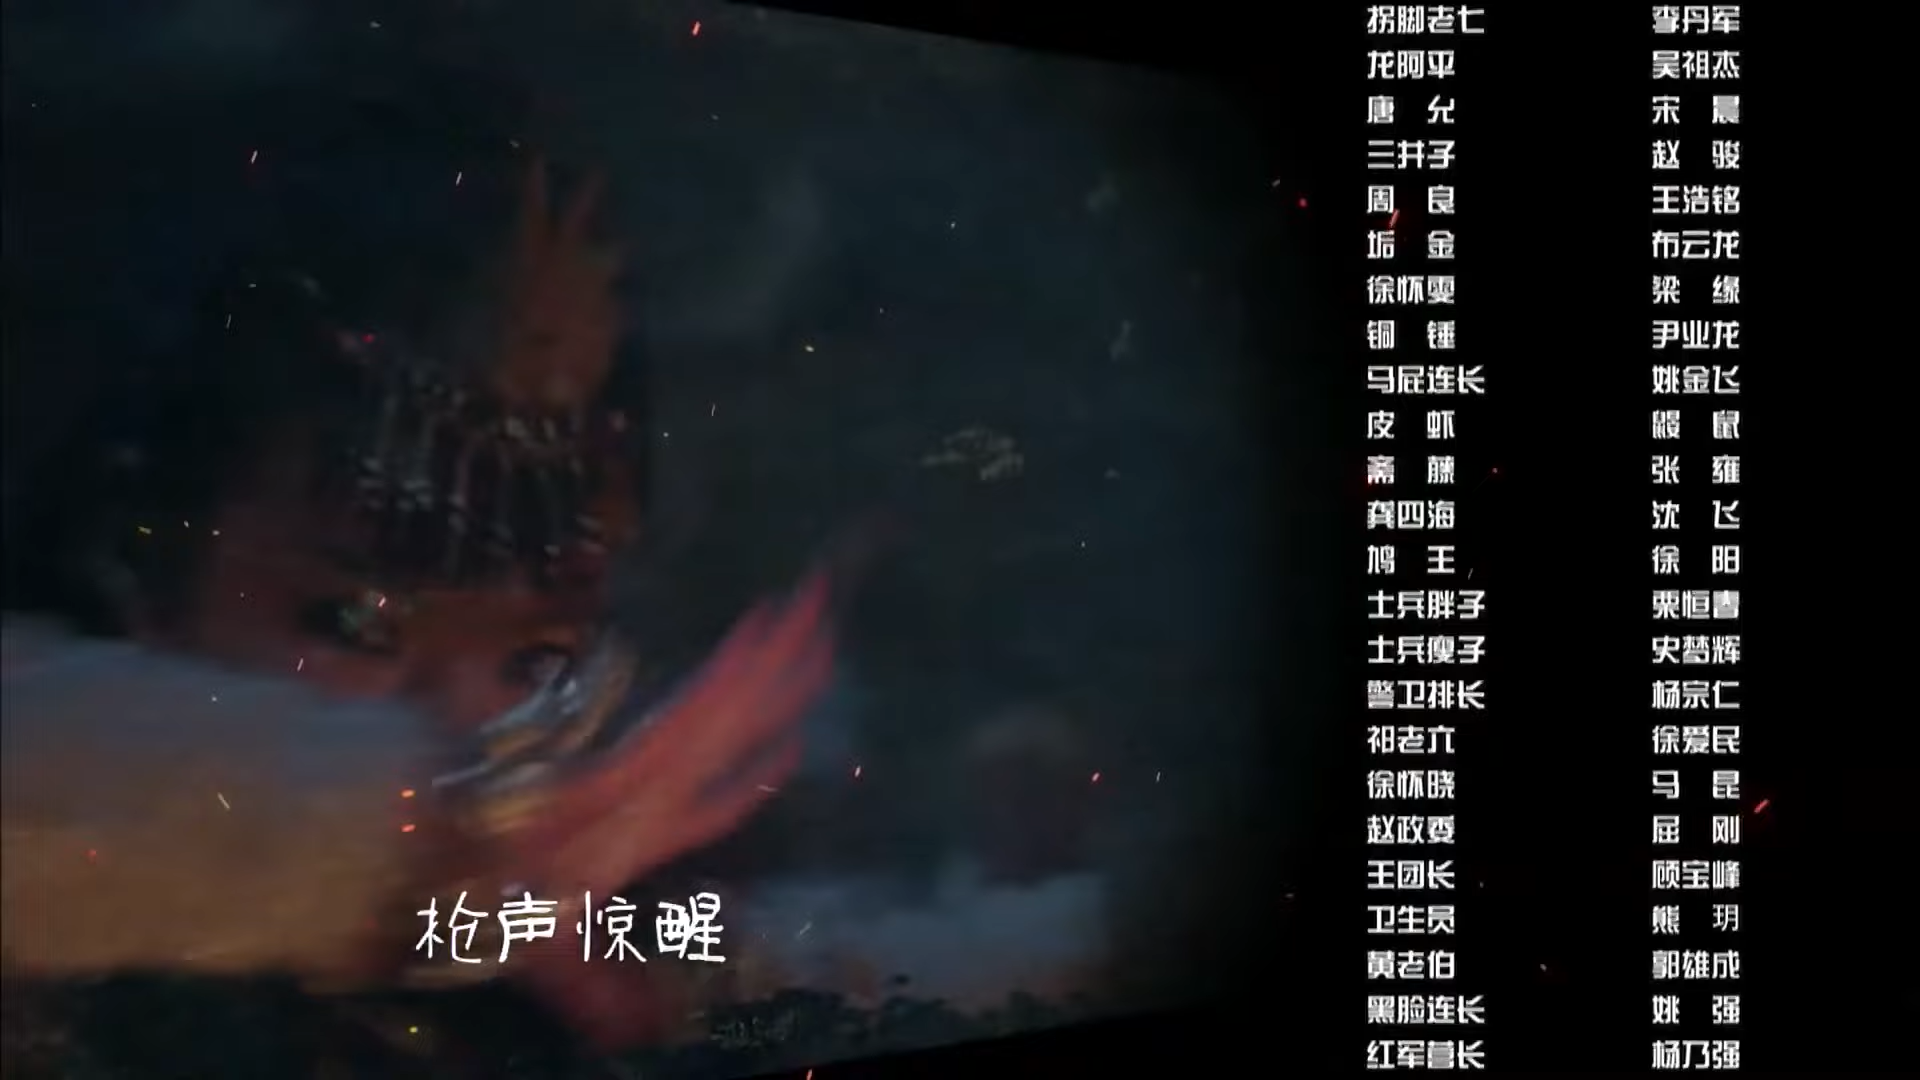 拐脚老七 李丹军
龙阿平 吴祖杰
唐 允 宋 晨
三井子 赵 骏
周 良 王浩铭
垢 金 布云龙
徐怀雯 梁 缘
铜 锤 尹业龙
马屁连长 姚金飞
皮 虾 鼹 鼠
斋 藤 张 雍
龚四海 沈 飞
鸠 王 徐 阳
士兵胖子 栗恒春
士兵瘦子 史梦辉
警卫排长 杨宗仁
祁老六 徐爱民
徐怀晓 马 昆
赵政委 屈 刚
王团长 顾宝峰
卫生员 熊 玥
黄老伯 郭雄成
黑脸连长 姚 强
红军营长 杨乃强
枪声惊醒